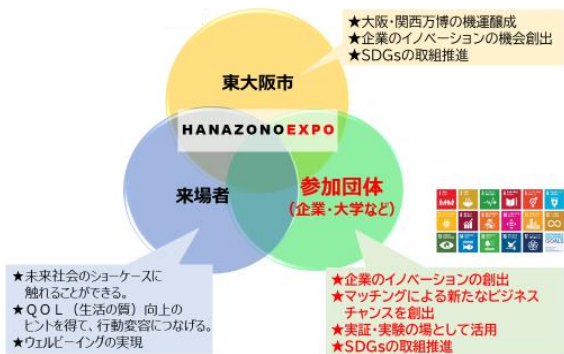 ★大阪・関西万博の機運醸成
★企業のイノベーションの機会創出
★SDGsの取組推進
東大阪市
HANAZONOEXPO
来場者
参加団体
(企業・大学など)
★未来社会のショーケースに
触れることができる。
★QOL(生活の質)向上の
ヒントを得て、行動変容につなげる。
★ウェルビーイングの実現
★企業のイノベーションの創出
★マッチングによる新たなビジネス
チャンスを創出
★実証・実験の場として活用
★SDGsの取組推進